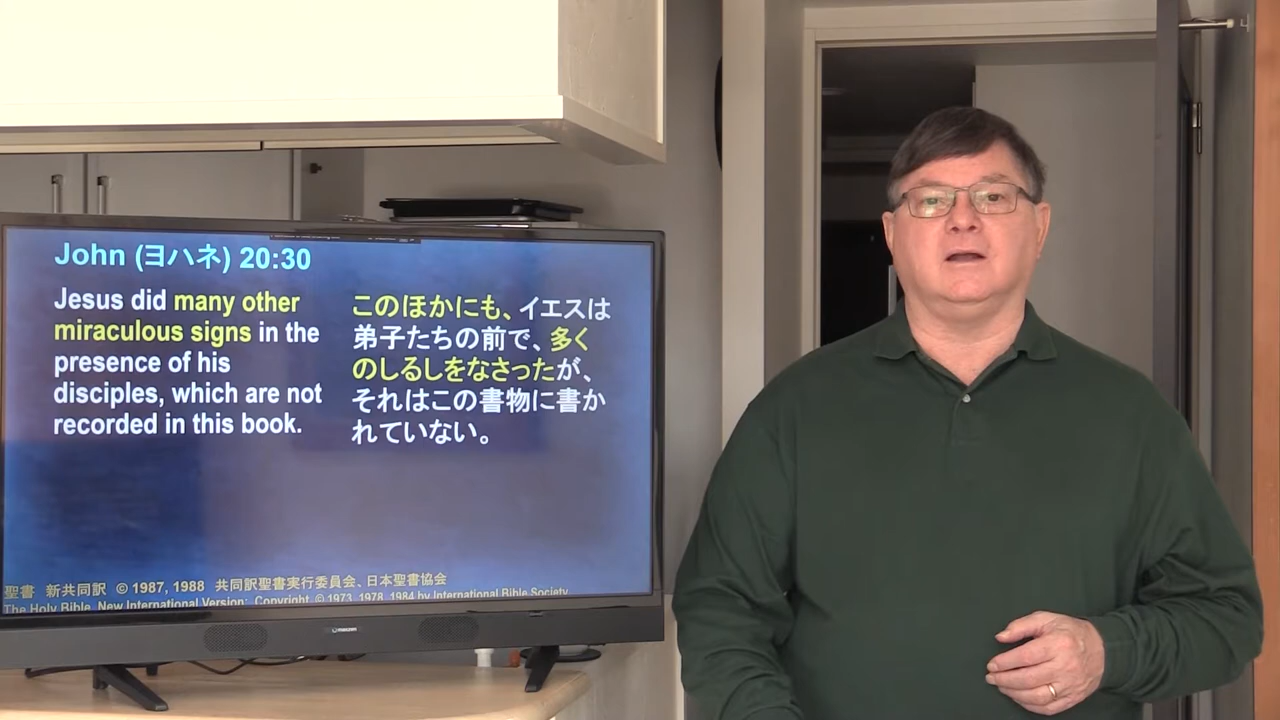 John (ヨハネ) 20:30
Jesus did many other
miraculous signs in the
presence of his
disciples, which are not
recorded in this book.
このほかにも、イエスは
弟子たちの前で、多く
のしるしをなさったが、
それはこの書物に書か
れていない。
聖書 新共同訳 © 1987, 1988 共同訳聖書実行委員会、日本聖書協会
The Holy Bible, New International Version; Copyright, © 1973, 1978, 1984 by International Bible Society